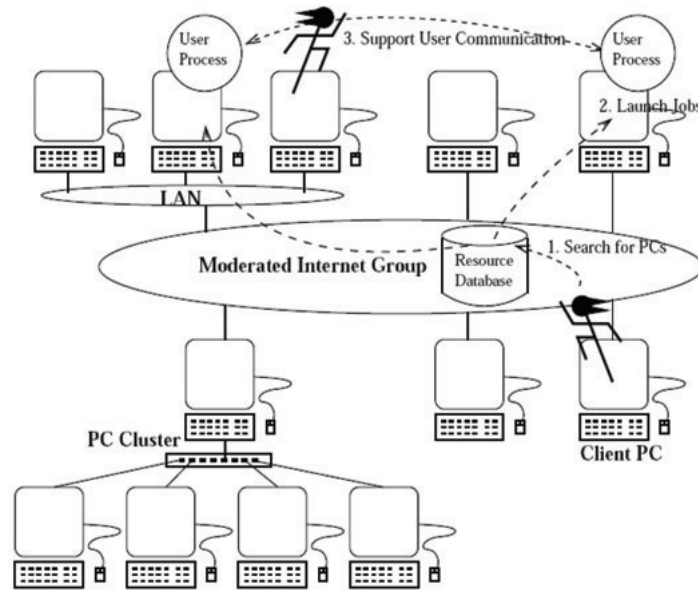 User
Process
3. Support User Communication
User
Process
2. Launch Jobs
LAN
1. Search for PCs
Moderated Internet Group
Resource
Database
PC Cluster
Client PC